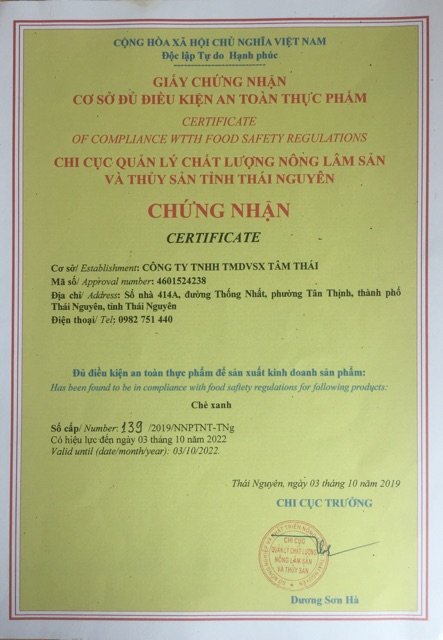 CỘNG HÒA XÃ HỘI CHỦ NGHĨA VIỆT NAM
Độc lập Tự do Hạnh phúc
GIẤY CHỨNG NHẬN
CƠ SỞ ĐỦ ĐIỀU KIỆN AN TOÀN THỰC PHẨM
CERTIFICATE
OF COMPLIANCE WTTH FOOD SAFETY REGULATIONS
CHI CỤC QUẢN LÝ CHẤT LƯỢNG NÔNG LÂM SẢN
VÀ THỦY SẢN TỈNH THÁI NGUYÊN
CHỨNG NHẬN
CERTIFICATE
Cơ sở/ Establishment: CÔNG TY TNHH TMDVSX TÂM THÁI
Mã số/ Approval number: 4601524238
Địa chỉ/ Address: Số nhà 414A, đường Thống Nhất, phường Tân Thịnh, thành phố
Thái Nguyên, tỉnh Thái Nguyên
Điện thoại/ Tel: 0982 751 440
Đủ điều kiện an toàn thực phẩm để sản xuất kinh doanh sản phẩm:
Has been found to be in compliance with food saftety regulations for following products:
Chè xanh
Số cấp/ Number: 139 /2019/NNPTNT-TNg
Có hiệu lực đến ngày 03 tháng 10 năm 2022
Valid until (date/month/year): 03/10/2022.
Thái Nguyên, ngày 03 tháng 10 năm 2019
CHI CỤC TRƯỞNG
CHI CỤC
QUẢN LÝ CHẤT LƯỢNG
NÔNG LÂM SẢN
VÀ THỦY SẢN
Dương Sơn Hà